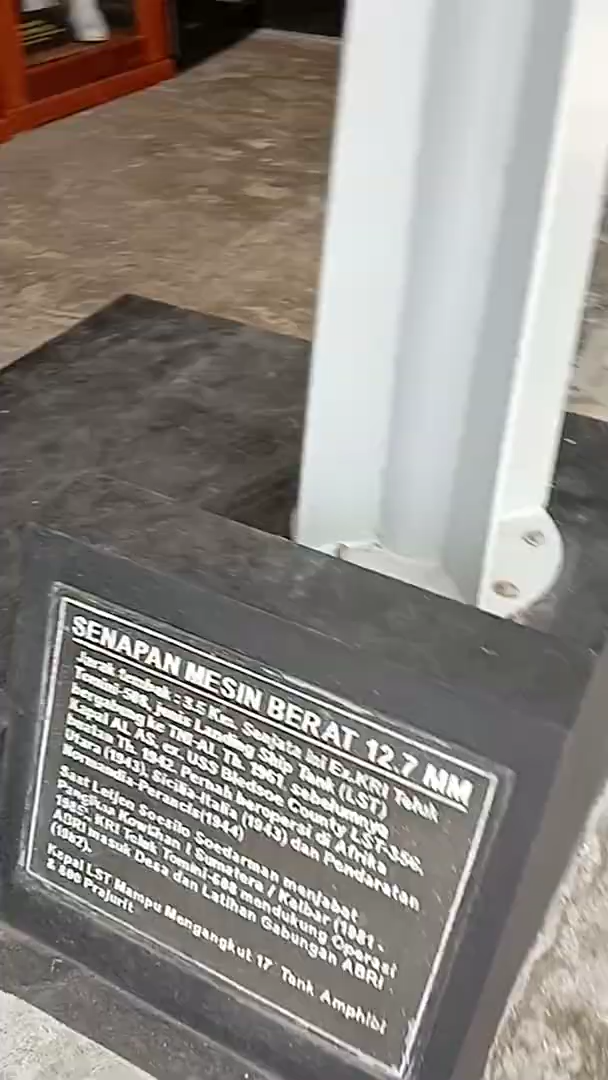 SENAPAN MESIN BERAT 12.7 MM
Jarak tembak : 3.5 Km. Senjata ini Ex.KRI Teluk
Tomini-508, jenis Landing Ship Tank (LST)
bergabung ke TNI-AL Th. 1961, sebelumnya
Kapal AL AS, ex. USS Bledsoe County LST-356,
buatan Th. 1942. Pernah beroperasi di Afrika
Utara (1943), Sicilia-Italia (1943) dan Pendaratan
Normandia-Perancis(1944)
Saat Letjen Soesilo Soedarman menjabat
Panglima Kowilhan I Sumatera / Kalbar (1981 -
1985, KRI Teluk Tomini-508 mendukung Operasi
ABRI masuk Desa dan Latihan Gabungan ABRI
(1982).
Kapal LST Mampu Mengangkut 17 Tank Amphibi
& 800 Prajurit